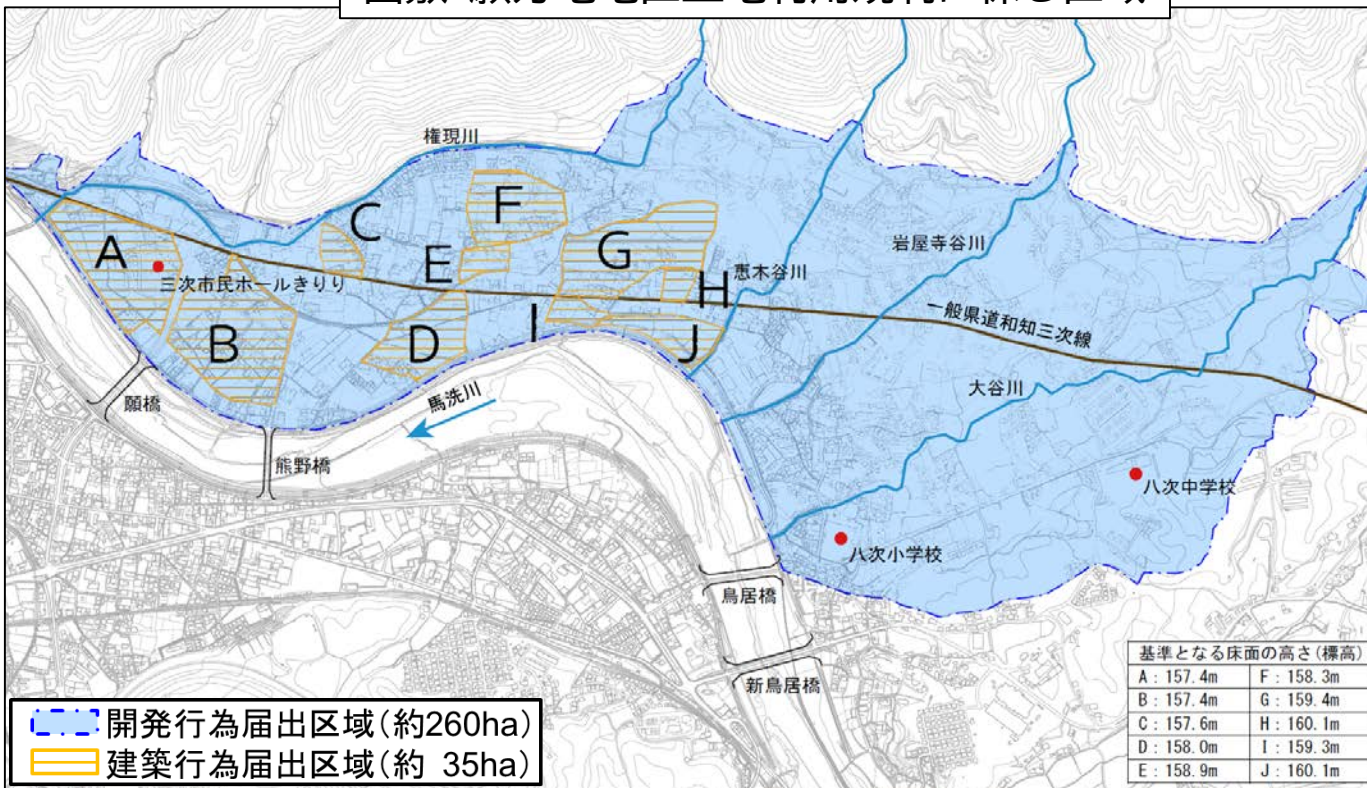 権現川
F
C
A
E
G
岩屋寺谷川
恵木谷川
三次市民ホールきりり
H
一般県道和知三次線
I
B
D
J
大谷川
馬洗川
願橋
熊野橋
八次中学校
八次小学校
鳥居橋
新鳥居橋
基準となる床面の高さ(標高)
A：157.4m F：158.3m
B：157.4m G：159.4m
C：157.6m H：160.1m
D：158.0m I：159.3m
E：158.9m J：160.1m
開発行為届出区域(約260ha)
建築行為届出区域(約 35ha)